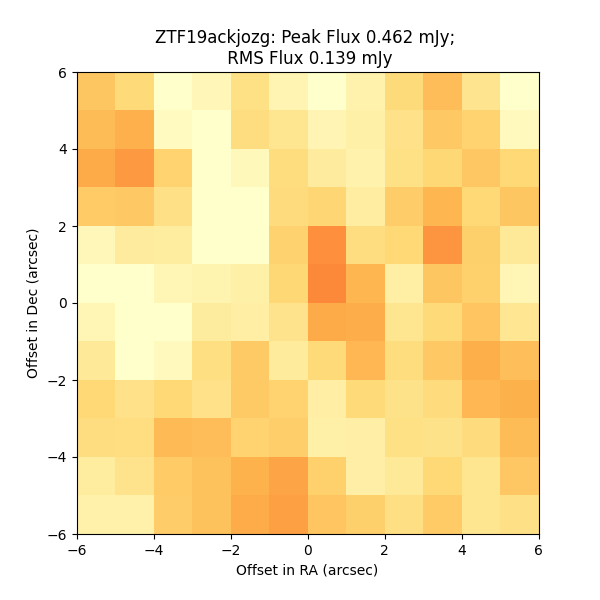 ZTF19ackjozg: Peak Flux 0.462 mJy;
RMS Flux 0.139 mJy
6
4
2
0
−2
−4
−6
Offset in Dec (arcsec)
−6 −4 −2 0 2 4 6
Offset in RA (arcsec)